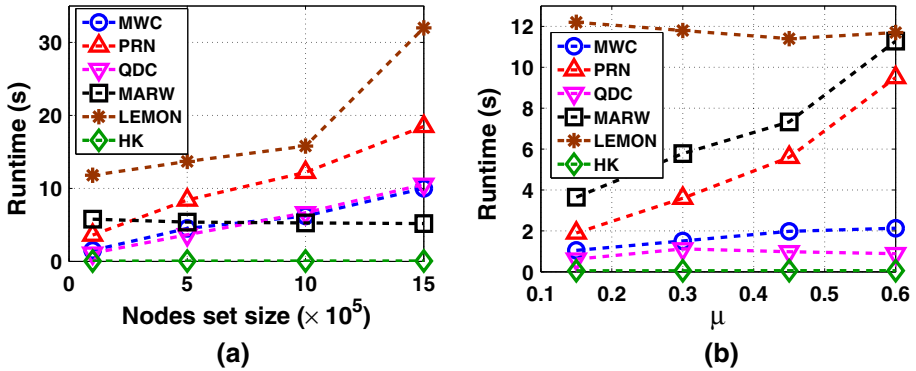 MWC
PRN
QDC
MARW
LEMON
HK
Runtime (s)
30
20
10
0
5
10
15
Nodes set size (× 10^5)
(a)
MWC
PRN
QDC
MARW
LEMON
HK
Runtime (s)
12
10
8
6
4
2
0
0.1
0.2
0.3
0.4
0.5
0.6
μ
(b)